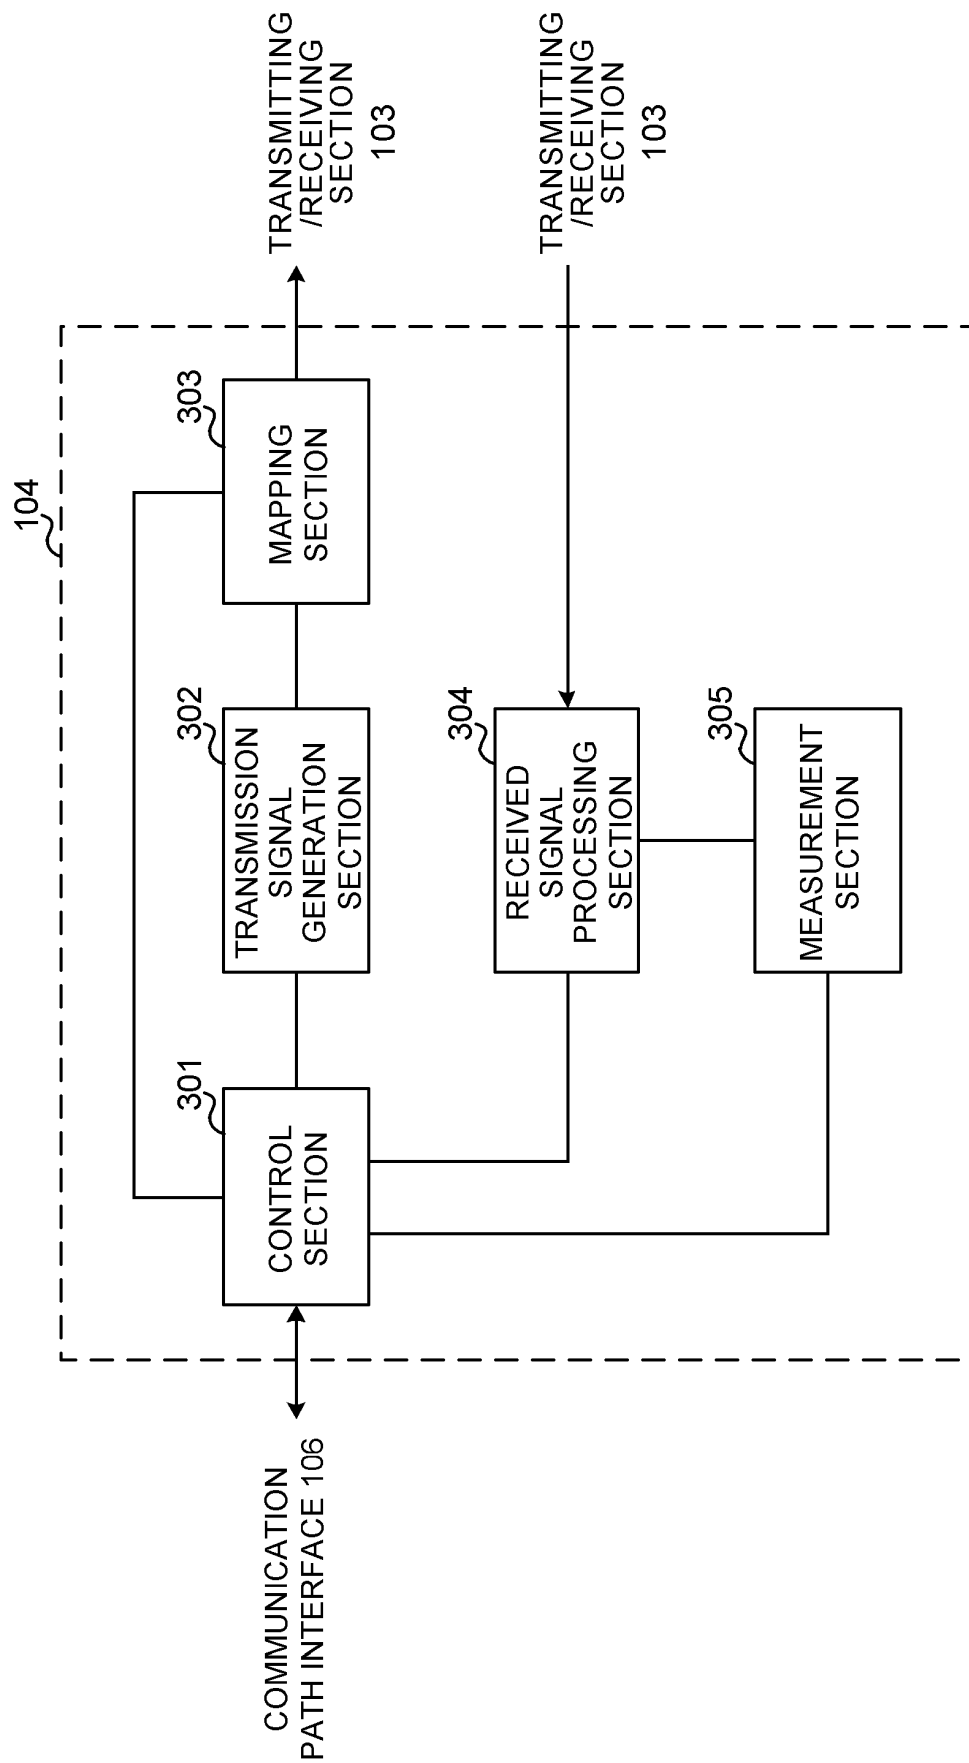 104
COMMUNICATION
PATH INTERFACE 106
301
CONTROL
SECTION
302
TRANSMISSION
SIGNAL
GENERATION
SECTION
303
MAPPING
SECTION
TRANSMITTING
/RECEIVING
SECTION
103
304
RECEIVED
SIGNAL
PROCESSING
SECTION
TRANSMITTING
/RECEIVING
SECTION
103
305
MEASUREMENT
SECTION